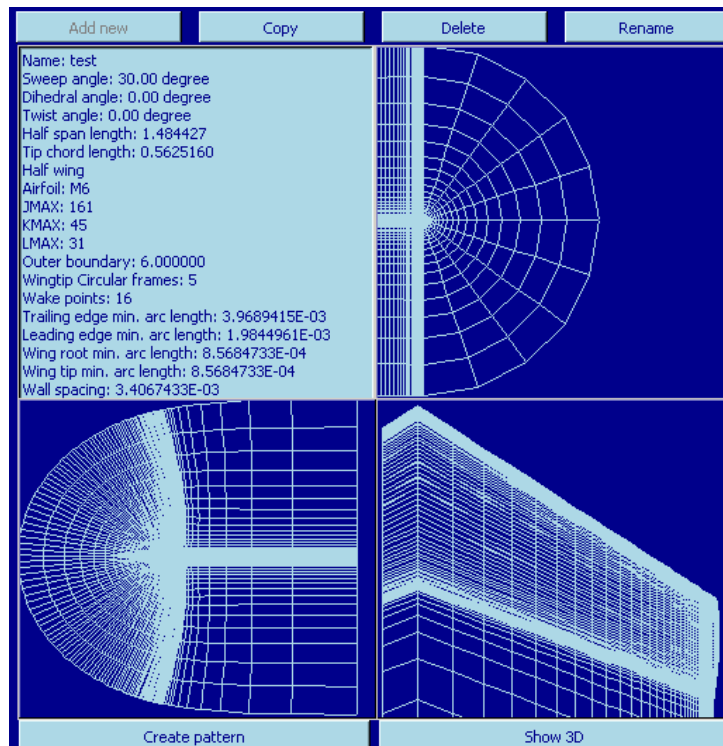 Add new
Copy
Delete
Rename
Name: test
Sweep angle: 30.00 degree
Dihedral angle: 0.00 degree
Twist angle: 0.00 degree
Half span length: 1.484427
Tip chord length: 0.5625160
Half wing
Airfoil: M6
JMAX: 161
KMAX: 45
LMAX: 31
Outer boundary: 6.000000
Wingtip Circular frames: 5
Wake points: 16
Trailing edge min. arc length: 3.9689415E-03
Leading edge min. arc length: 1.9844961E-03
Wing root min. arc length: 8.5684733E-04
Wing tip min. arc length: 8.5684733E-04
Wall spacing: 3.4067433E-03
Create pattern
Show 3D